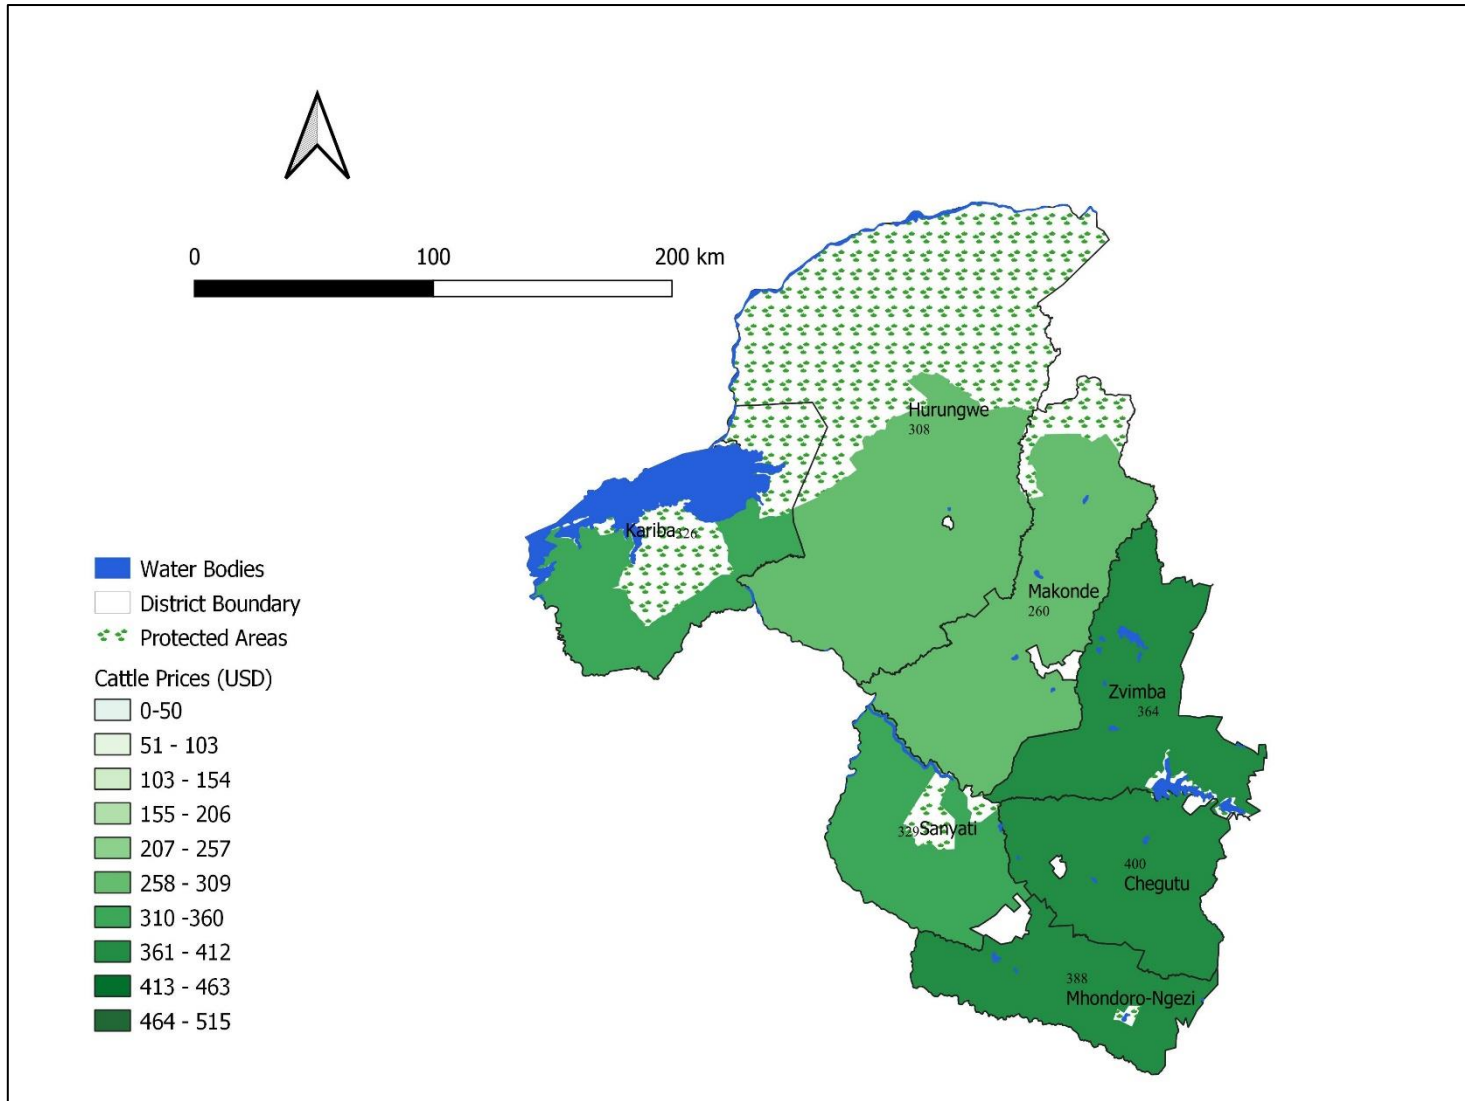 0 100 200 km
Hurungwe
308
Kariba 326
Water Bodies
District Boundary
Protected Areas
Cattle Prices (USD)
0-50
51 - 103
103 - 154
155 - 206
207 - 257
258 - 309
310 -360
361 - 412
413 - 463
464 - 515
Makonde
260
Zvimba
364
329 Sanyati
400
Chegutu
388
Mhondoro-Ngezi